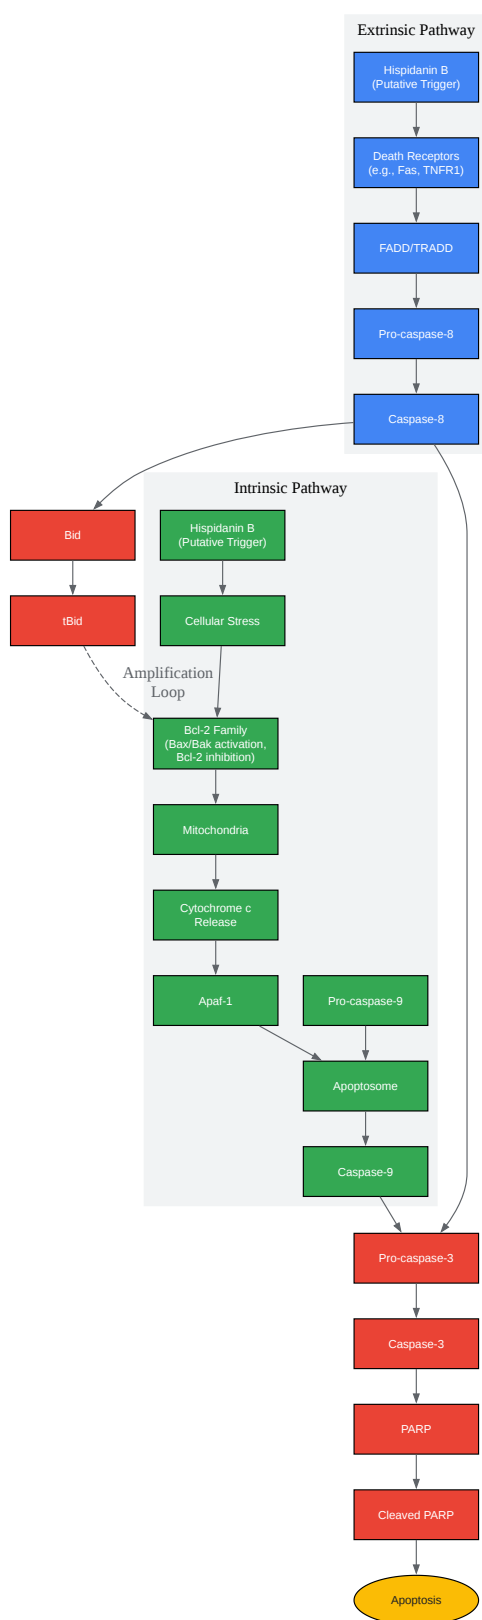 Extrinsic Pathway
Hispidanin B
(Putative Trigger)
Death Receptors
(e.g., Fas, TNFR1)
FADD/TRADD
Pro-caspase-8
Caspase-8
Intrinsic Pathway
Bid
Hispidanin B
(Putative Trigger)
tBid
Cellular Stress
Amplification
Loop
Bcl-2 Family
(Bax/Bak activation,
Bcl-2 inhibition)
Mitochondria
Cytochrome c
Release
Apaf-1
Pro-caspase-9
Apoptosome
Caspase-9
Pro-caspase-3
Caspase-3
PARP
Cleaved PARP
Apoptosis